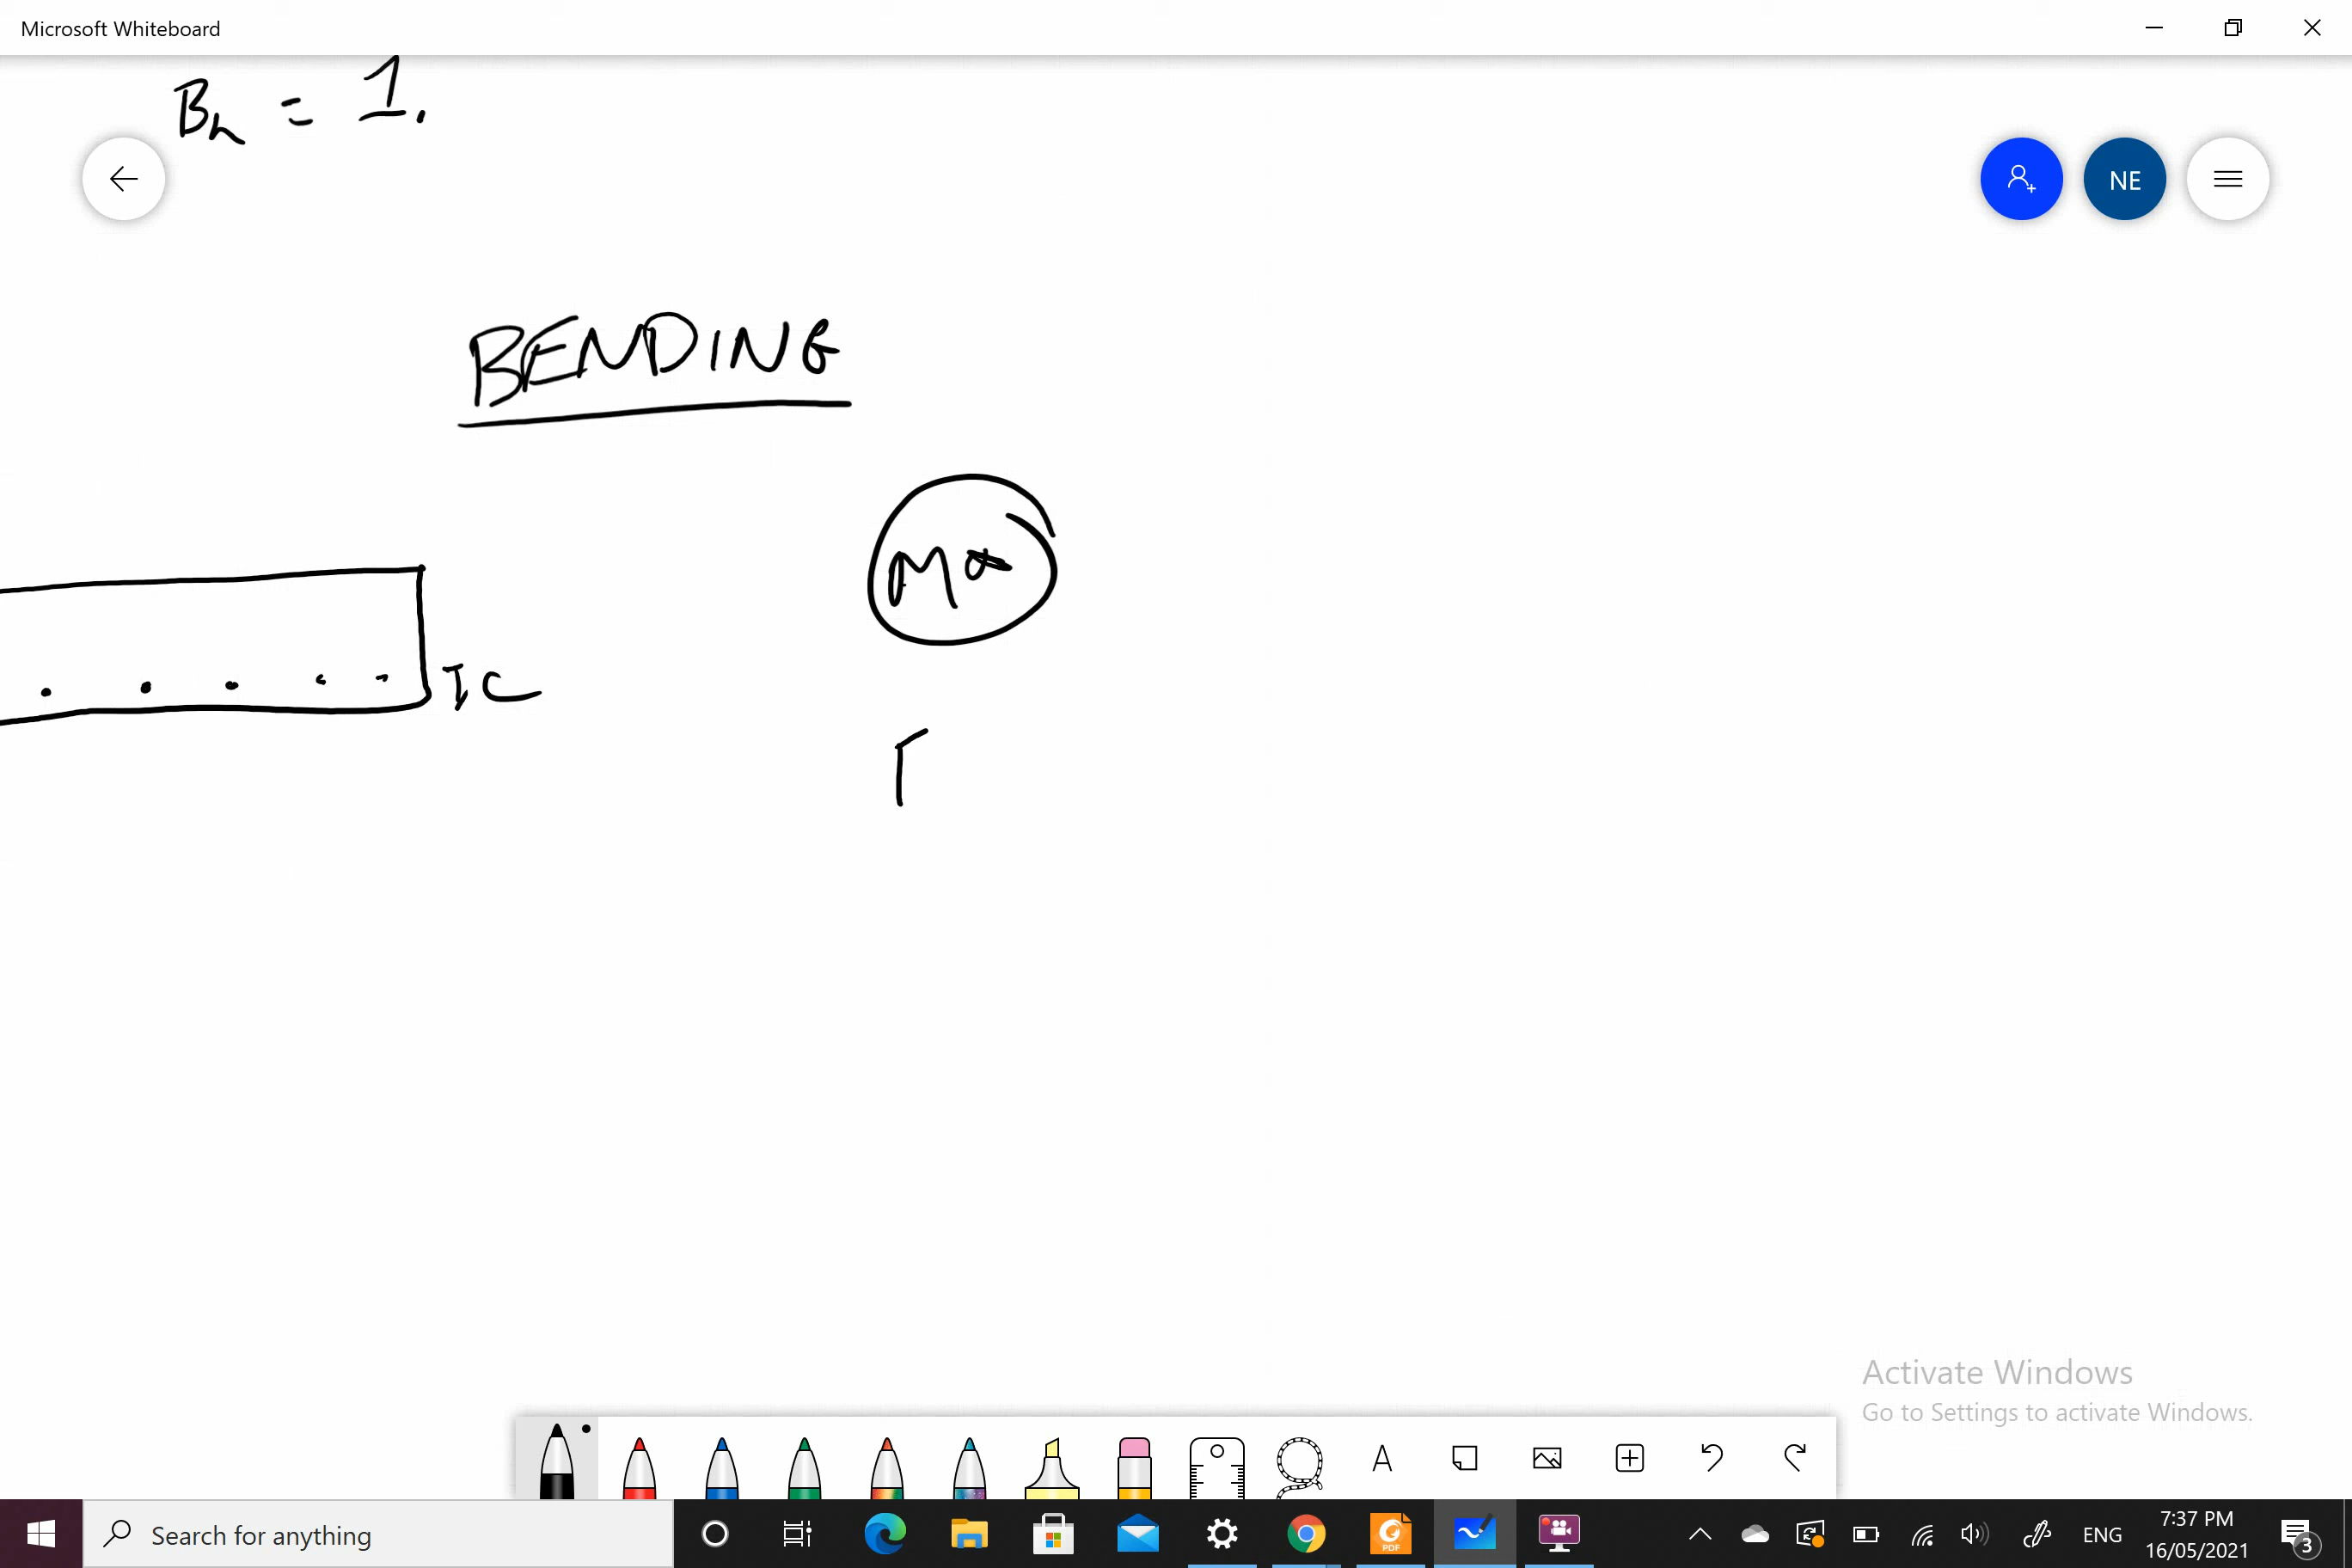 Microsoft Whiteboard
Bh = 1.
NE
BENDING
IC
Activate Windows
Go to Settings to activate Windows.
A
Search for anything
PDF
ENG
7:37 PM
16/05/2021
3